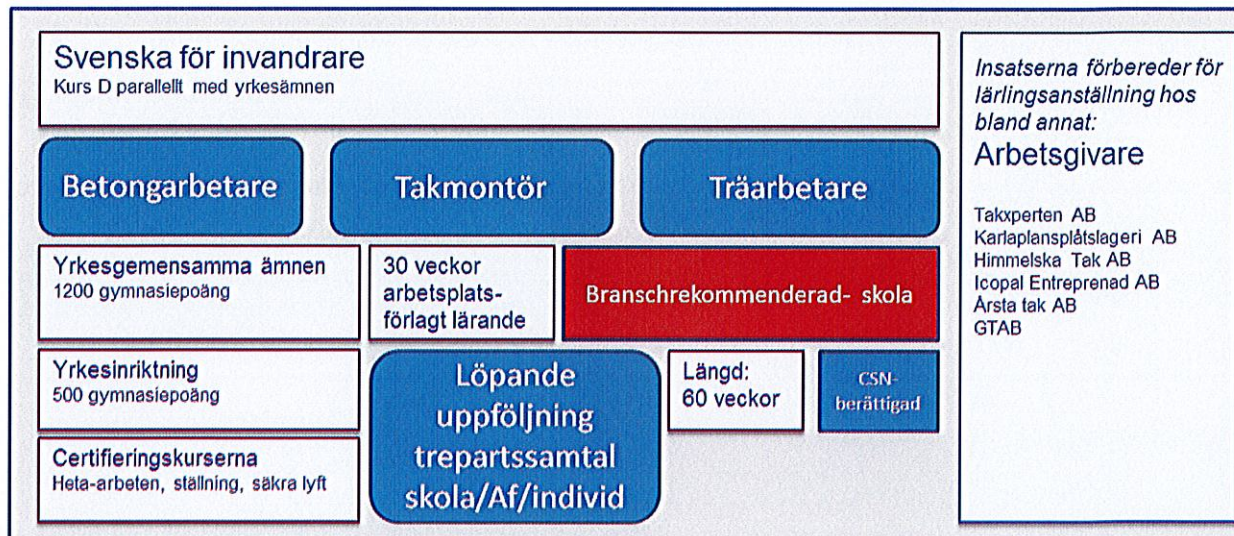 Svenska för invandrare
Kurs D parallellt med yrkesämnen
Betongarbetare
Takmontör
Träarbetare
Yrkesgemensamma ämnen
1200 gymnasiepoäng
30 veckor
arbetsplats-
förlagt lärande
Branschrekommenderad- skola
Yrkesinriktning
500 gymnasiepoäng
Löpande
uppföljning
trepartssamtal
skola/Af/individ
Längd:
60 veckor
CSN-
berättigad
Certifieringskurserna
Heta-arbeten, ställning, säkra lyft
Insatserna förbereder för
lärlingsanställning hos
bland annat:
Arbetsgivare
Takxperten AB
Karlaplansplåtslageri AB
Himmelska Tak AB
Icopal Entreprenad AB
Årsta tak AB
GTAB